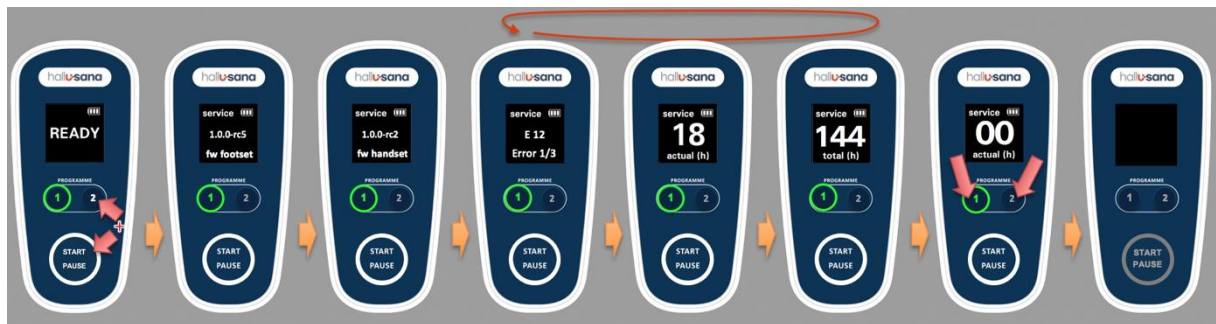 hallusana
READY
PROGRAMME
1 2
START
PAUSE
hallusana
service
1.0.0-rc5
fw footset
PROGRAMME
1 2
START
PAUSE
hallusana
service
1.0.0-rc2
fw handset
PROGRAMME
1 2
START
PAUSE
hallusana
service
E 12
Error 1/3
PROGRAMME
1 2
START
PAUSE
hallusana
service
18
actual (h)
PROGRAMME
1 2
START
PAUSE
hallusana
service
144
total (h)
PROGRAMME
1 2
START
PAUSE
hallusana
service
00
actual (h)
PROGRAMME
1 2
START
PAUSE
hallusana
PROGRAMME
1 2
START
PAUSE